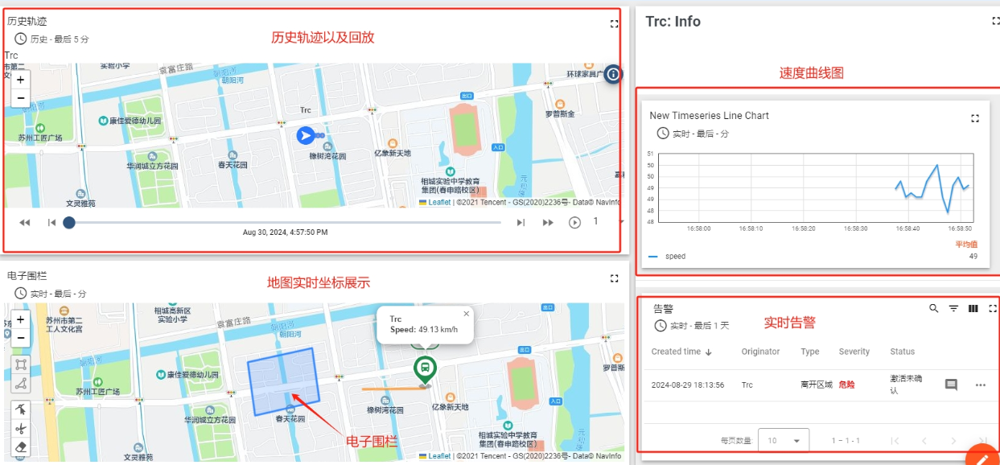 历史轨迹
历史 - 最后 5 分
历史轨迹以及回放
Trc
+
−
实验小学
袁富庄路
朝阳河
环球家具广
康佳爱德幼儿园
苏州工匠广场
华润城立方花园
文灵雅苑
春天花园
Trc
橡树湾花园
亿象新天地
出口
入口
罗普斯金
相城实验中学教育
集团(春申路校区)
元和塘
Leaflet | ©2021 Tencent - GS(2020)2236号- Data© NavInfo
Aug 30, 2024, 4:57:50 PM
1
电子围栏
实时 - 最后 - 分
地图实时坐标展示
+
−
苏州市第二
工人文化宫
相城高新区
实验小学
袁富庄路
朝阳河
康佳爱德幼儿园
苏州工匠广场
华润城立方花园
文灵雅苑
春天花园
电子围栏
Trc
Speed: 49.13 km/h
橡树湾花园
亿象新天地
出口
出口
入口
罗普斯
相城实验中学教育
集团(春申路校区)
Leaflet | ©2021 Tencent - GS(2020)2236号- Data© NavInfo
Trc: Info
速度曲线图
New Timeseries Line Chart
实时 - 最后 - 分
51
50
50
49
49
48
48
16:58:00
16:58:10
16:58:20
16:58:30
16:58:40
16:58:50
平均值
speed
49
告警
实时 - 最后 1 天
实时告警
Created time
Originator
Type
Severity
Status
2024-08-29 18:13:56
Trc
离开区域
危险
激活未确
认
每页数量:
10
1 – 1 - 1